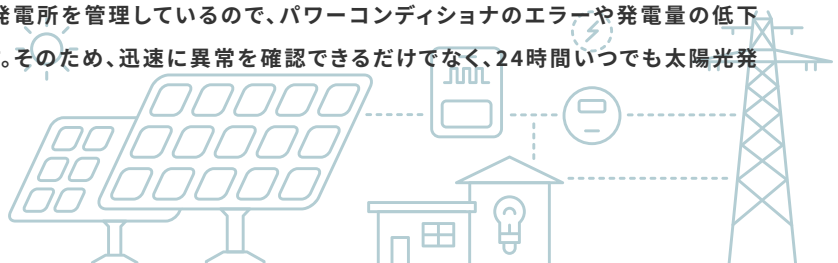 発電所を管理しているので、パワーコンディショナのエラーや発電量の低下
。そのため、迅速に異常を確認できるだけでなく、24時間いつでも太陽光発